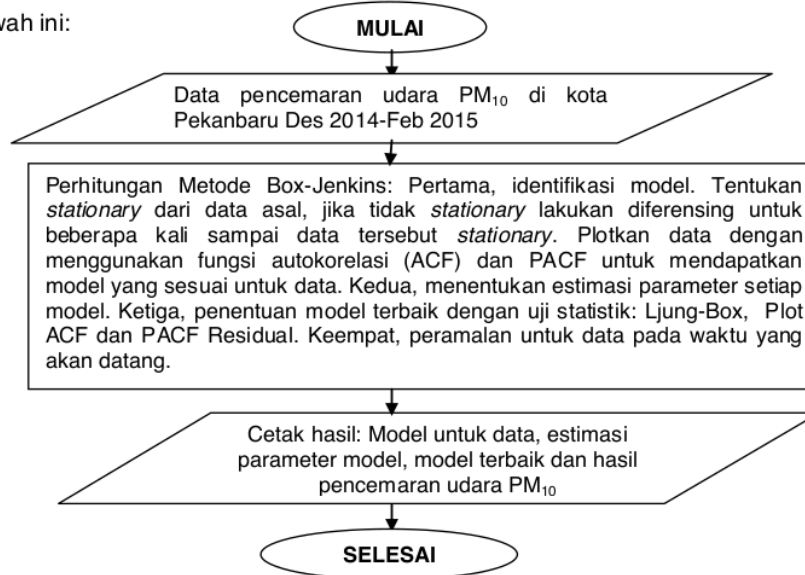 wah ini:
MULAI
Data pencemaran udara PM₁₀ di kota
Pekanbaru Des 2014-Feb 2015
Perhitungan Metode Box-Jenkins: Pertama, identifikasi model. Tentukan
stationary dari data asal, jika tidak stationary lakukan diferensing untuk
beberapa kali sampai data tersebut stationary. Plotkan data dengan
menggunakan fungsi autokorelasi (ACF) dan PACF untuk mendapatkan
model yang sesuai untuk data. Kedua, menentukan estimasi parameter setiap
model. Ketiga, penentuan model terbaik dengan uji statistik: Ljung-Box, Plot
ACF dan PACF Residual. Keempat, peramalan untuk data pada waktu yang
akan datang.
Cetak hasil: Model untuk data, estimasi
parameter model, model terbaik dan hasil
pencemaran udara PM₁₀
SELESAI